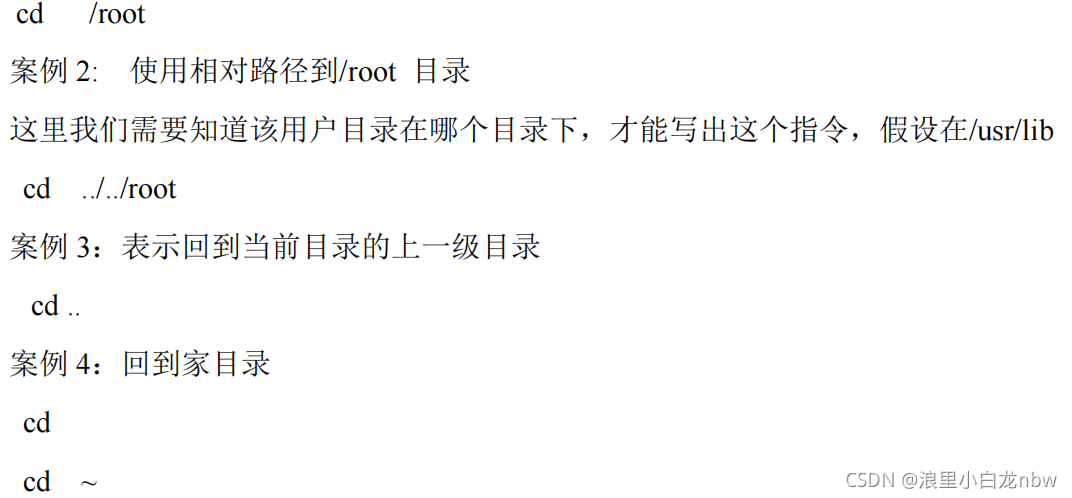 cd /root
案例 2: 使用相对路径到/root 目录
这里我们需要知道该用户目录在哪个目录下，才能写出这个指令，假设在/usr/lib
cd ../../root
案例 3：表示回到当前目录的上一级目录
cd ..
案例 4：回到家目录
cd
cd ~
CSDN @浪里小白龙nbw